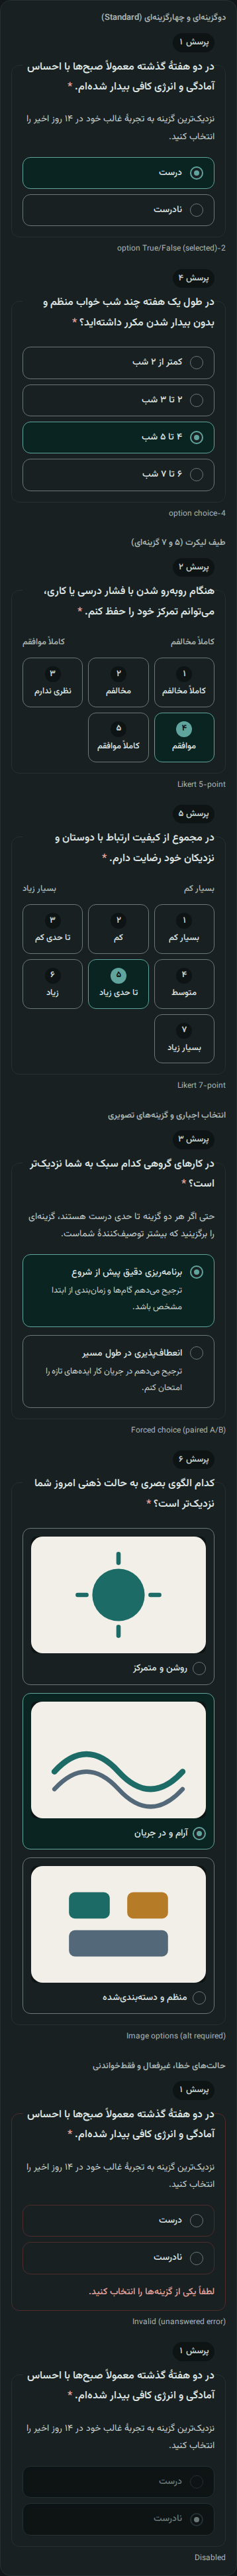 دوگزینه‌ای و چهارگزینه‌ای (Standard)
پرسش ۱
در دو هفتهٔ گذشته معمولاً صبح‌ها با احساس
آمادگی و انرژی کافی بیدار شده‌ام. *
نزدیک‌ترین گزینه به تجربهٔ غالب خود در ۱۴ روز اخیر را
انتخاب کنید.
درست
نادرست
option True/False (selected)-2
پرسش ۴
در طول یک هفته چند شب خواب منظم و
بدون بیدار شدن مکرر داشته‌اید؟ *
کمتر از ۲ شب
۲ تا ۳ شب
۴ تا ۵ شب
۶ تا ۷ شب
option choice-4
طیف لیکرت (۵ و ۷ گزینه‌ای)
پرسش ۲
هنگام روبه‌رو شدن با فشار درسی یا کاری،
می‌توانم تمرکز خود را حفظ کنم. *
کاملاً مخالفم
کاملاً موافقم
۱
کاملاً مخالفم
۲
مخالفم
۳
نظری ندارم
۴
موافقم
۵
کاملاً موافقم
Likert 5-point
پرسش ۵
در مجموع از کیفیت ارتباط با دوستان و
نزدیکان خود رضایت دارم. *
بسیار کم
بسیار زیاد
۱
بسیار کم
۲
کم
۳
تا حدی کم
۴
متوسط
۵
تا حدی زیاد
۶
زیاد
۷
بسیار زیاد
Likert 7-point
انتخاب اجباری و گزینه‌های تصویری
پرسش ۳
در کارهای گروهی کدام سبک به شما نزدیک‌تر
است؟ *
حتی اگر هر دو گزینه تا حدی درست هستند، گزینه‌ای
را برگزینید که بیشتر توصیف‌کنندهٔ شماست.
برنامه‌ریزی دقیق پیش از شروع
ترجیح می‌دهم گام‌ها و زمان‌بندی از ابتدا
مشخص باشد.
انعطاف‌پذیری در طول مسیر
ترجیح می‌دهم در جریان کار ایده‌های تازه را
امتحان کنم.
Forced choice (paired A/B)
پرسش ۶
کدام الگوی بصری به حالت ذهنی امروز شما
نزدیک‌تر است؟ *
روشن و متمرکز
آرام و در جریان
منظم و دسته‌بندی‌شده
Image options (alt required)
حالت‌های خطا، غیرفعال و فقط‌خواندنی
پرسش ۱
در دو هفتهٔ گذشته معمولاً صبح‌ها با احساس
آمادگی و انرژی کافی بیدار شده‌ام. *
نزدیک‌ترین گزینه به تجربهٔ غالب خود در ۱۴ روز اخیر را
انتخاب کنید.
درست
نادرست
لطفاً یکی از گزینه‌ها را انتخاب کنید.
Invalid (unanswered error)
پرسش ۱
در دو هفتهٔ گذشته معمولاً صبح‌ها با احساس
آمادگی و انرژی کافی بیدار شده‌ام. *
نزدیک‌ترین گزینه به تجربهٔ غالب خود در ۱۴ روز اخیر را
انتخاب کنید.
درست
نادرست
Disabled